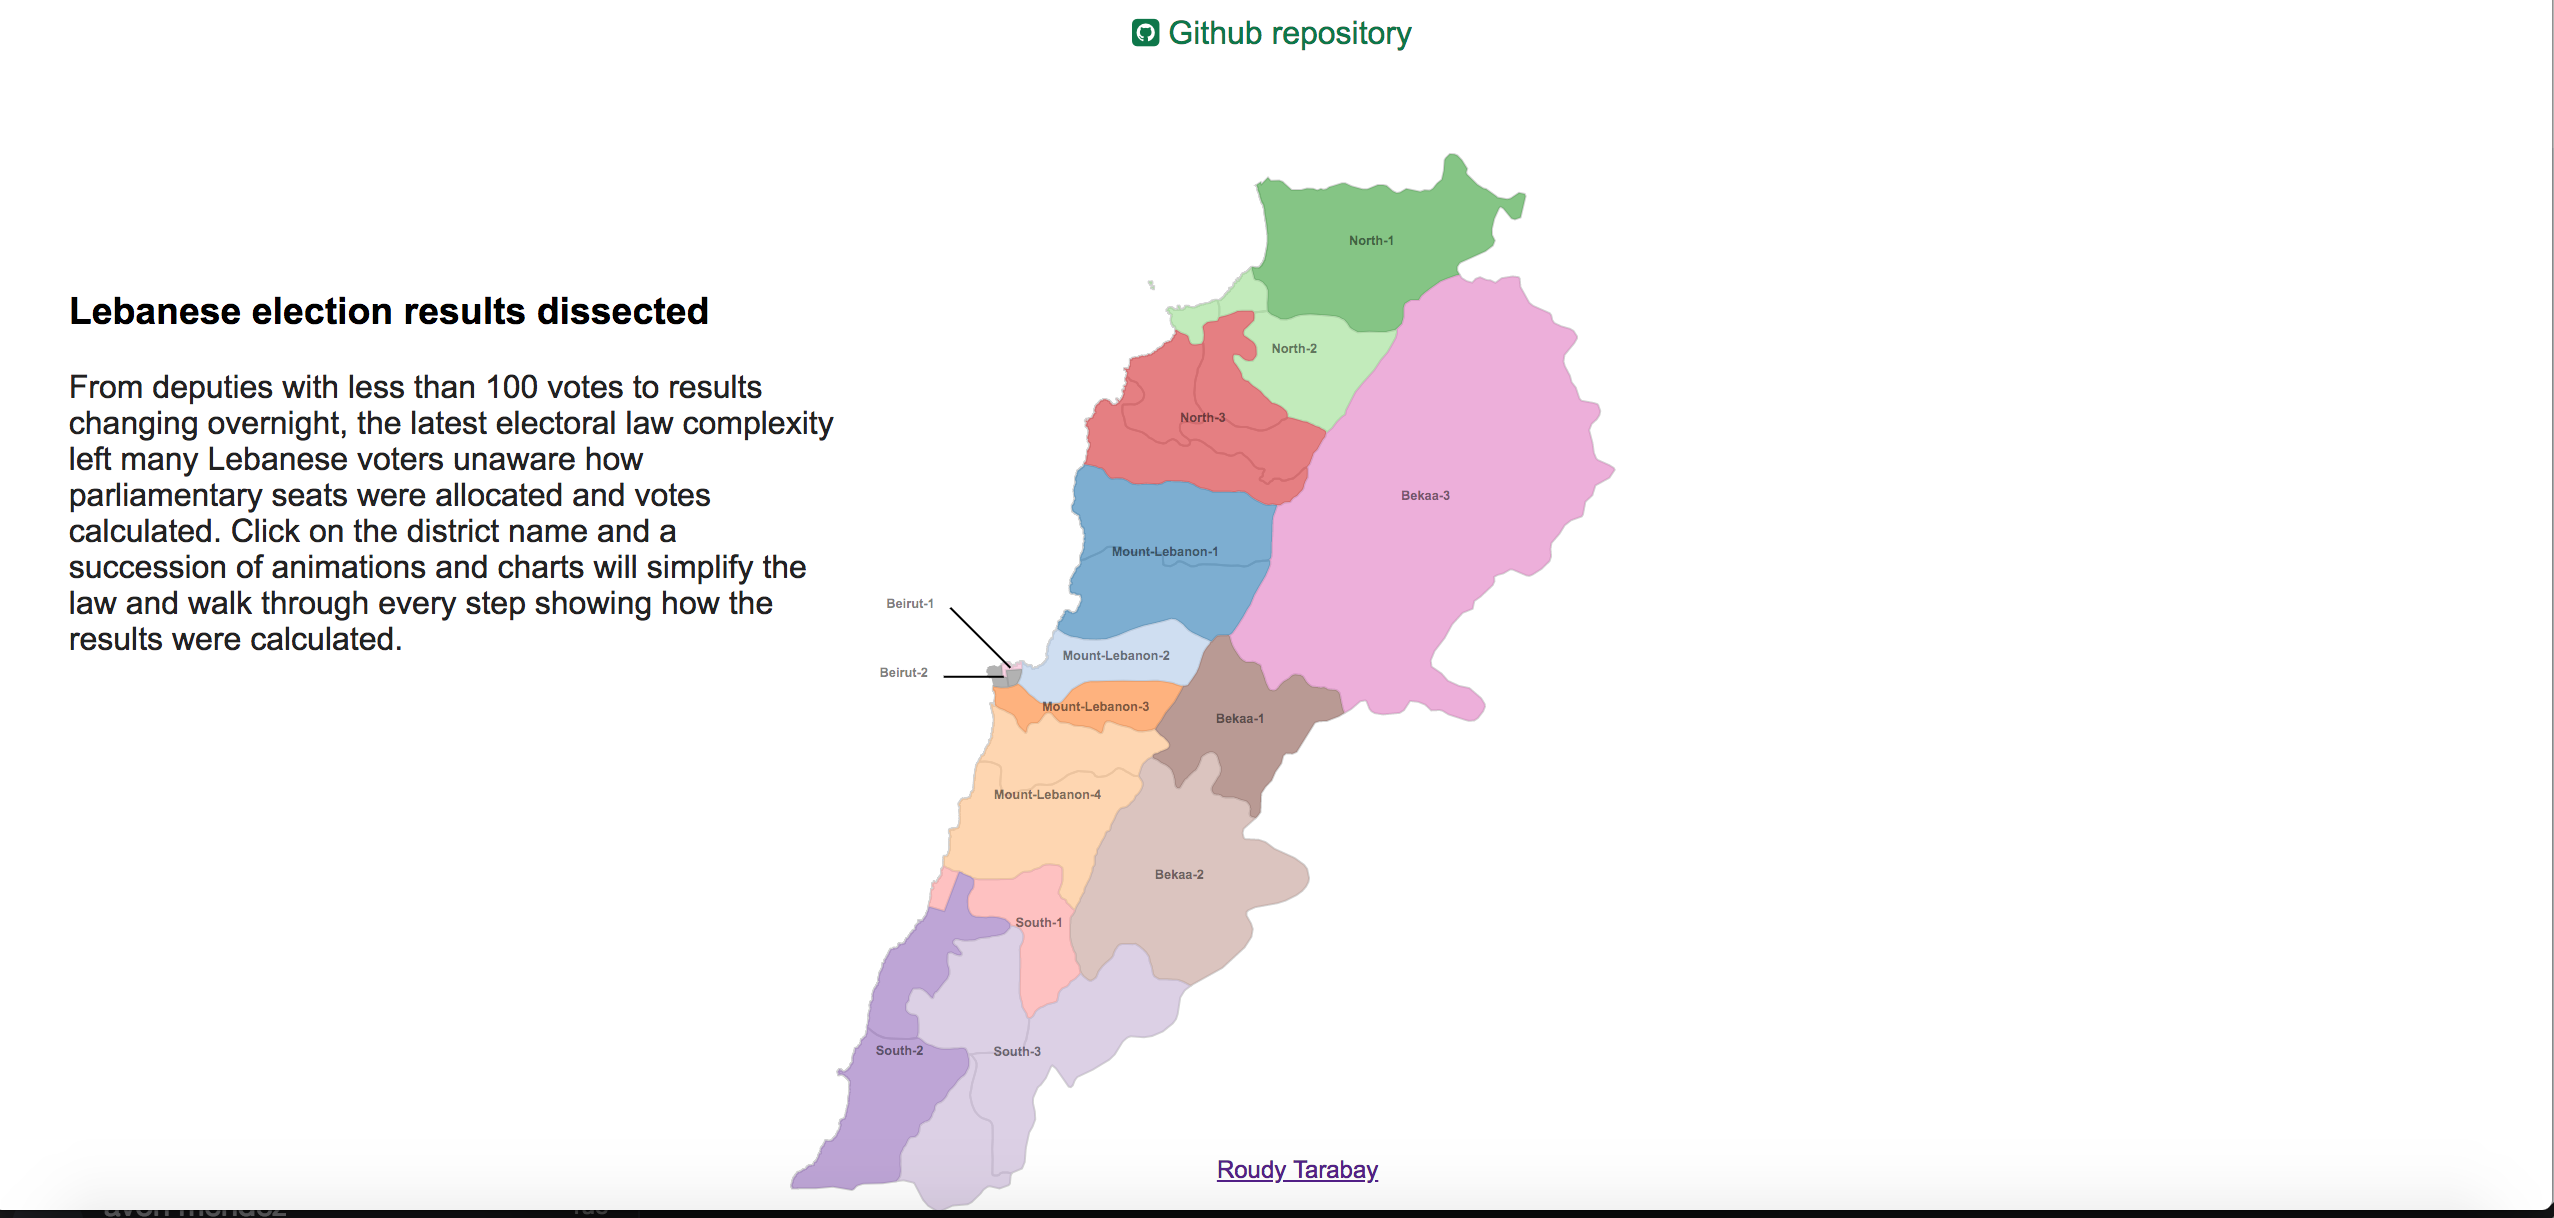 Github repository
Lebanese election results dissected
From deputies with less than 100 votes to results
changing overnight, the latest electoral law complexity
left many Lebanese voters unaware how
parliamentary seats were allocated and votes
calculated. Click on the district name and a
succession of animations and charts will simplify the
law and walk through every step showing how the
results were calculated.
North-1
North-2
North-3
Bekaa-3
Mount-Lebanon-1
Beirut-1
Mount-Lebanon-2
Beirut-2
Mount-Lebanon-3
Bekaa-1
Mount-Lebanon-4
Bekaa-2
South-1
South-2
South-3
Roudy Tarabay